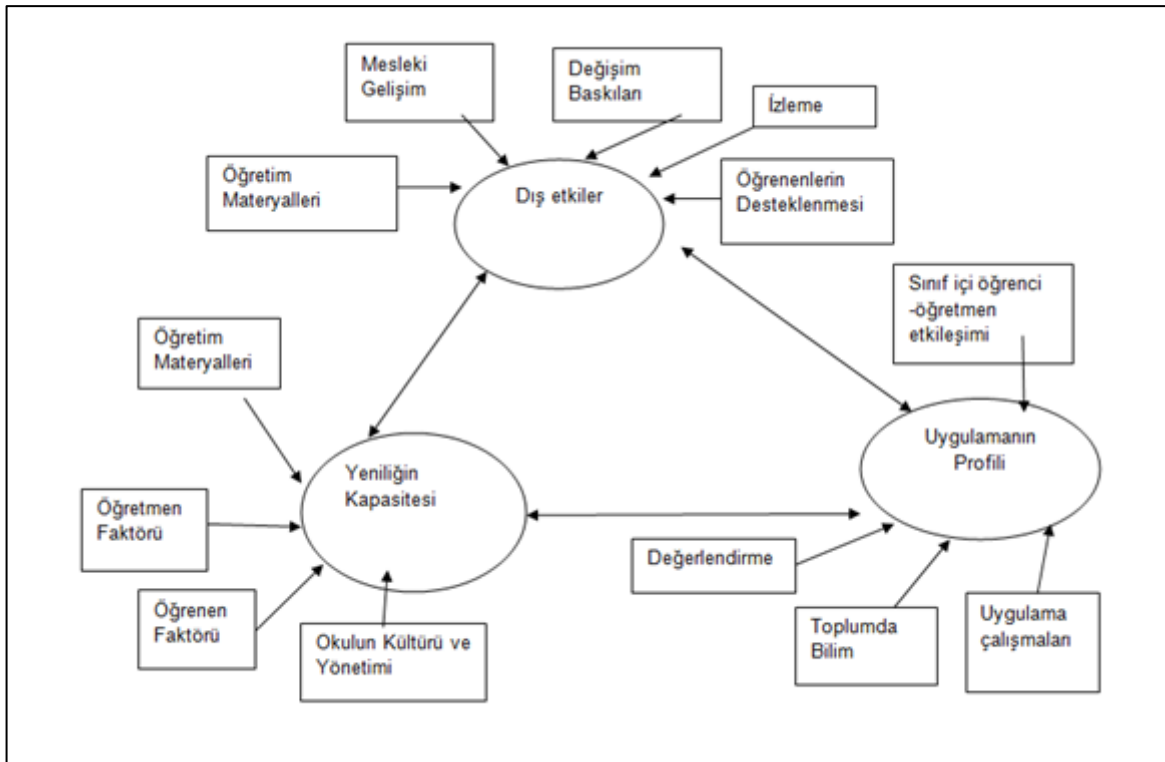 Mesleki
Gelişim
Değişim
Baskıları
İzleme
Öğretim
Materyalleri
Dış etkiler
Öğrenenlerin
Desteklenmesi
Sınıf içi öğrenci
-öğretmen
etkileşimi
Öğretim
Materyalleri
Uygulamanın
Profili
Yeniliğin
Kapasitesi
Öğretmen
Faktörü
Değerlendirme
Öğrenen
Faktörü
Okulun Kültürü ve
Yönetimi
Toplumda
Bilim
Uygulama
çalışmaları